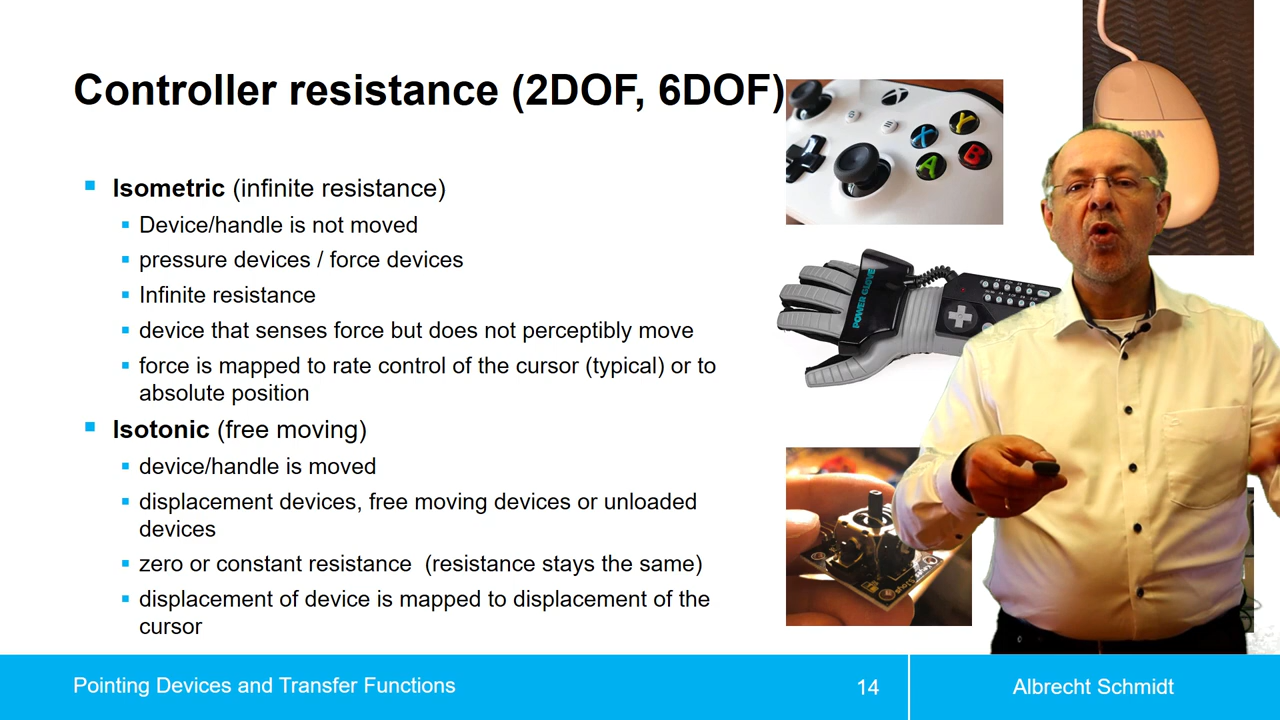 Controller resistance (2DOF, 6DOF)
Isometric (infinite resistance)
Device/handle is not moved
pressure devices / force devices
Infinite resistance
device that senses force but does not perceptibly move
force is mapped to rate control of the cursor (typical) or to
absolute position
Isotonic (free moving)
device/handle is moved
displacement devices, free moving devices or unloaded
devices
zero or constant resistance (resistance stays the same)
displacement of device is mapped to displacement of the
cursor
X
Y
A
B
POWER GLOVE
Pointing Devices and Transfer Functions
14
Albrecht Schmidt